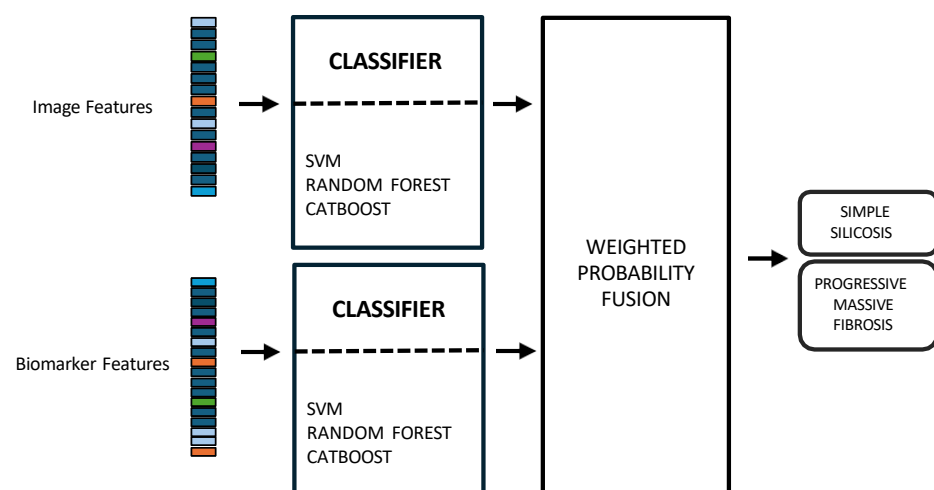 Image Features
CLASSIFIER
SVM
RANDOM FOREST
CATBOOST
Biomarker Features
CLASSIFIER
SVM
RANDOM FOREST
CATBOOST
WEIGHTED
PROBABILITY
FUSION
SIMPLE
SILICOSIS
PROGRESSIVE
MASSIVE
FIBROSIS